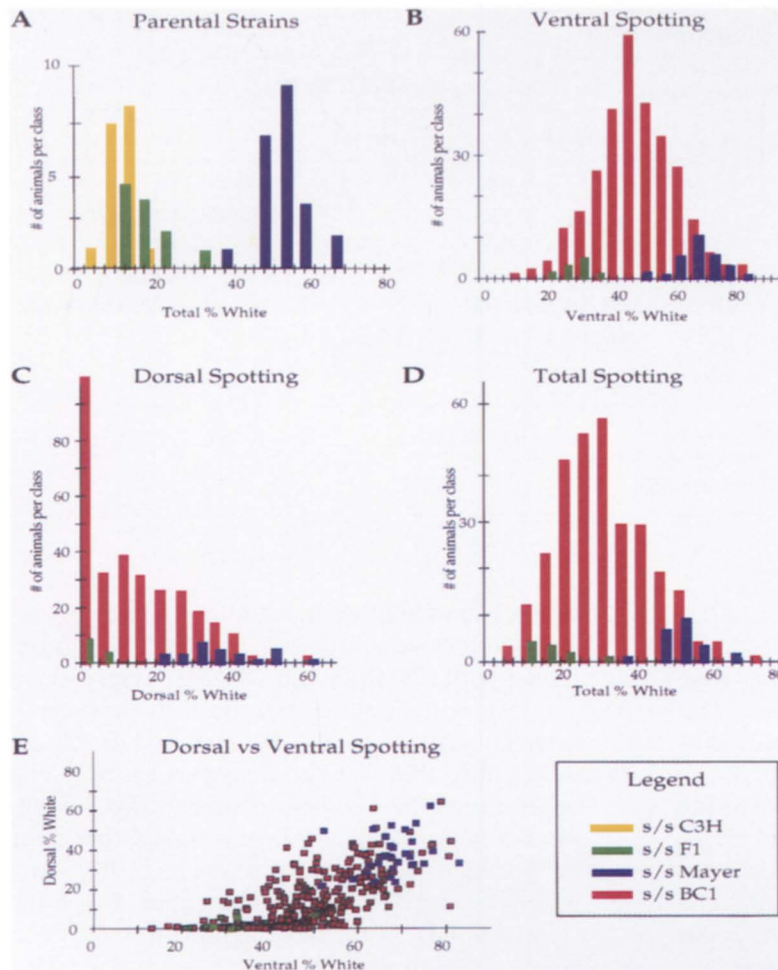 A
Parental Strains
10
5
0
# of animals per class
0 20 40 60 80
Total % White
B
Ventral Spotting
60
30
0
# of animals per class
0 20 40 60 80
Ventral % White
C
Dorsal Spotting
80
60
40
20
0
# of animals per class
0 20 40 60
Dorsal % White
D
Total Spotting
60
30
0
# of animals per class
0 20 40 60 80
Total % White
E
Dorsal vs Ventral Spotting
80
60
40
20
0
Dorsal % White
0 20 40 60 80
Ventral % White
Legend
s/s C3H
s/s F1
s/s Mayer
s/s BC1